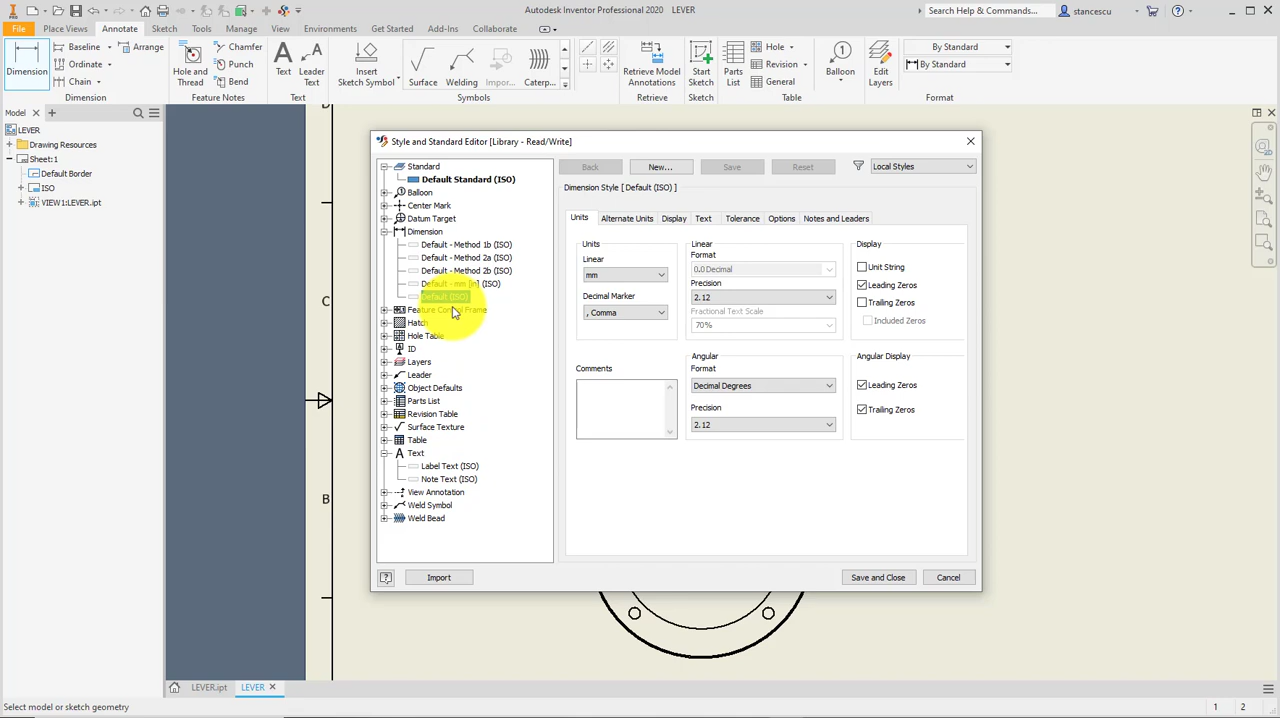 PRO
Autodesk Inventor Professional 2020 LEVER
Search Help & Commands...
stancescu
File
Place Views
Annotate
Sketch
Tools
Manage
View
Environments
Get Started
Add-Ins
Collaborate
Dimension
Baseline
Ordinate
Chain
Arrange
Dimension
Hole and Thread
Chamfer
Punch
Bend
Feature Notes
Text
Leader Text
Text
Insert Sketch Symbol
Surface
Welding
Impor...
Caterp...
Symbols
Retrieve Model Annotations
Retrieve
Start Sketch
Sketch
Parts List
Hole
Revision
General
Table
Balloon
1
Edit Layers
By Standard
By Standard
Format
Model
LEVER
Drawing Resources
Sheet:1
Default Border
ISO
VIEW1:LEVER.ipt
D
C
B
Style and Standard Editor [Library - Read/Write]
Standard
Default Standard (ISO)
Balloon
Center Mark
Datum Target
Dimension
Default - Method 1b (ISO)
Default - Method 2a (ISO)
Default - Method 2b (ISO)
Default - mm [in] (ISO)
Default (ISO)
Feature Control Frame
Hatch
Hole Table
ID
Layers
Leader
Object Defaults
Parts List
Revision Table
Surface Texture
Table
Text
Label Text (ISO)
Note Text (ISO)
View Annotation
Weld Symbol
Weld Bead
Back
New...
Save
Reset
Local Styles
Dimension Style [ Default (ISO) ]
Units
Alternate Units
Display
Text
Tolerance
Options
Notes and Leaders
Units
Linear
mm
Decimal Marker
, Comma
Comments
Linear
Format
0.0 Decimal
Precision
2.12
Fractional Text Scale
70%
Angular
Format
Decimal Degrees
Precision
2.12
Display
Unit String
Leading Zeros
Trailing Zeros
Included Zeros
Angular Display
Leading Zeros
Trailing Zeros
Import
Save and Close
Cancel
LEVER.ipt
LEVER
Select model or sketch geometry
1
2